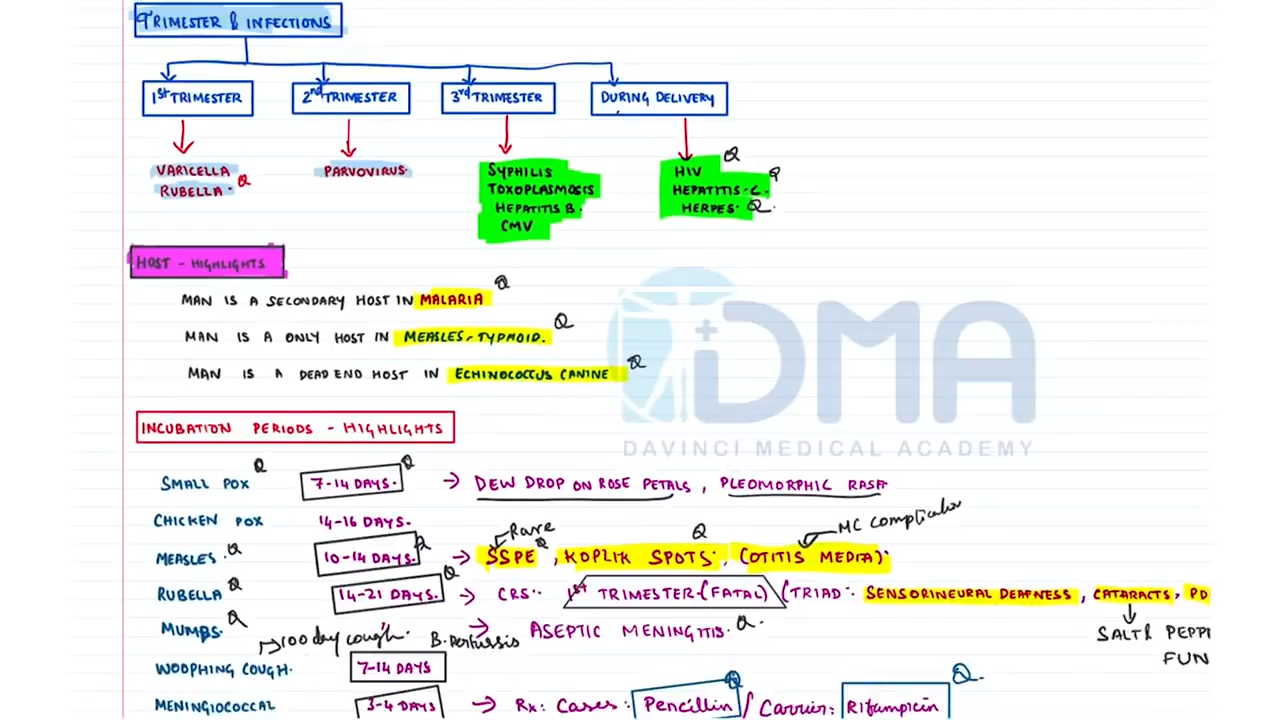 TRIMESTER & INFECTIONS
1st TRIMESTER 2nd TRIMESTER 3rd TRIMESTER DURING DELIVERY
VARICELLA
RUBELLA. Q
PARVOVIRUS.
SYPHILIS
TOXOPLASMOSIS
HEPATITIS B.
CMV
HIV Q
HEPATITIS-C. Q
HERPES. Q
HOST - HIGHLIGHTS
MAN IS A SECONDARY HOST IN MALARIA Q
MAN IS A ONLY HOST IN MEASLES, TYPHOID. Q
MAN IS A DEAD END HOST IN ECHINOCOCCUS CANINE Q
DMA
DAVINCI MEDICAL ACADEMY
INCUBATION PERIODS - HIGHLIGHTS
SMALL POX Q 7-14 DAYS. Q → DEW DROP ON ROSE PETALS, PLEOMORPHIC RASH
CHICKEN POX 14-16 DAYS.
Rare MC complication
MEASLES. Q 10-14 DAYS. Q → SSPE Q, KOPLIK SPOTS. Q, (OTITIS MEDIA).
RUBELLA Q 14-21 DAYS. Q → CRS.. 1st TRIMESTER-(FATAL) (TRIAD: SENSORINEURAL DEAFNESS, CATARACTS, PD
SALT & PEPP
FUN
MUMPS. Q → ASEPTIC MENINGITIS. Q
→ 100 day cough. B. Pertussis
WOOPHING COUGH. 7-14 DAYS
MENINGIOCOCCAL 3-4 DAYS → Rx: Cases: Pencillin Q / Carrier: Rifampicin Q.